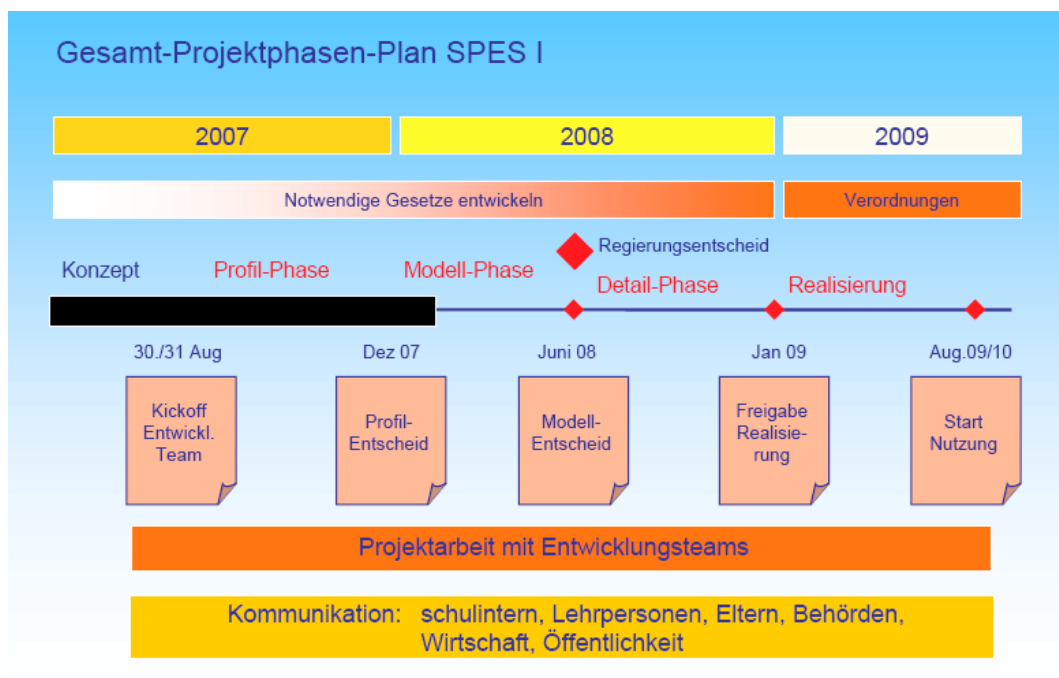 Gesamt-Projektphasen-Plan SPES I
2007
2008
2009
Notwendige Gesetze entwickeln
Verordnungen
Regierungsentscheid
Konzept
Profil-Phase
Modell-Phase
Detail-Phase
Realisierung
30./31 Aug
Dez 07
Juni 08
Jan 09
Aug.09/10
Kickoff
Entwickl.
Team
Profil-
Entscheid
Modell-
Entscheid
Freigabe
Realisie-
rung
Start
Nutzung
Projektarbeit mit Entwicklungsteams
Kommunikation: schulintern, Lehrpersonen, Eltern, Behörden,
Wirtschaft, Öffentlichkeit